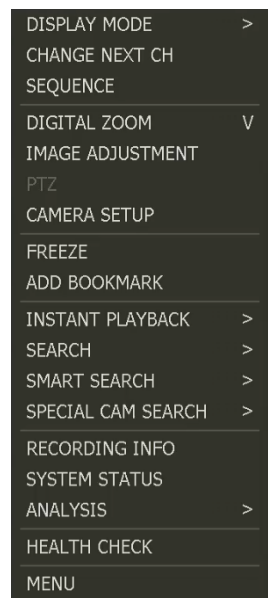 DISPLAY MODE >
CHANGE NEXT CH
SEQUENCE
DIGITAL ZOOM V
IMAGE ADJUSTMENT
PTZ
CAMERA SETUP
FREEZE
ADD BOOKMARK
INSTANT PLAYBACK >
SEARCH >
SMART SEARCH >
SPECIAL CAM SEARCH >
RECORDING INFO
SYSTEM STATUS
ANALYSIS >
HEALTH CHECK
MENU